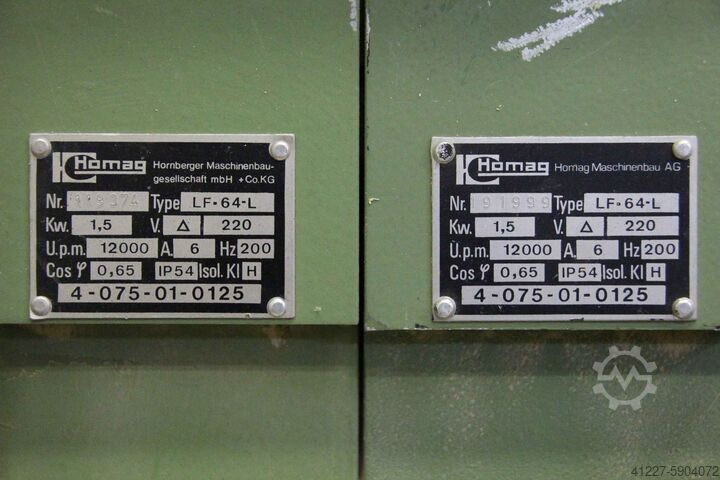 Homag Hornberger Maschinenbau-
gesellschaft mbH + Co.KG
Nr. Type LF-64-L
Kw. 1,5 V. Δ 220
U.p.m. 12000 A. 6 Hz 200
Cos φ 0,65 IP54 Isol. Kl H
4-075-01-0125
Homag Homag Maschinenbau AG
Nr. 191999 Type LF-64-L
Kw. 1,5 V. Δ 220
U.p.m. 12000 A. 6 Hz 200
Cos φ 0,65 IP54 Isol. Kl H
4-075-01-0125
41227-5904072